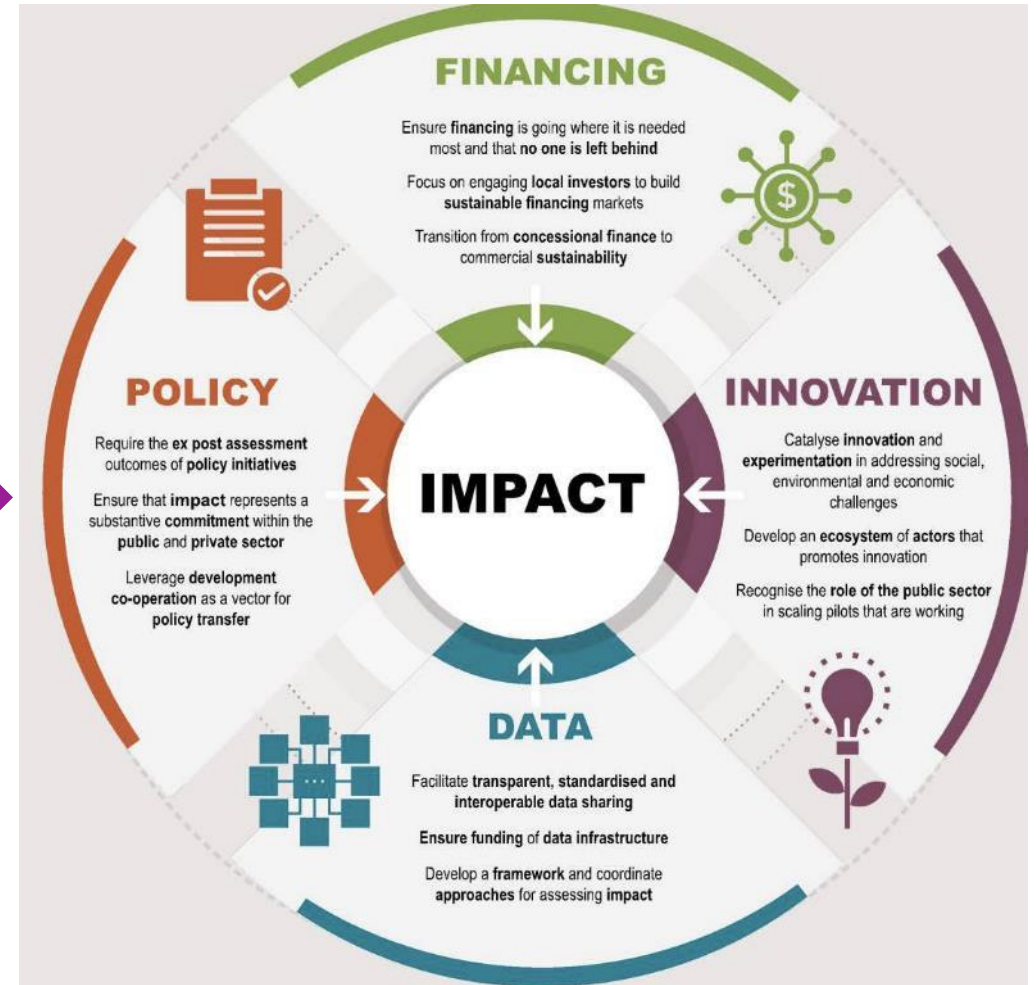 FINANCING
Ensure financing is going where it is needed
most and that no one is left behind
Focus on engaging local investors to build
sustainable financing markets
Transition from concessional finance to
commercial sustainability
$
POLICY
Require the ex post assessment
outcomes of policy initiatives
Ensure that impact represents a
substantive commitment within the
public and private sector
Leverage development
co-operation as a vector for
policy transfer
IMPACT
INNOVATION
Catalyse innovation and
experimentation in addressing social,
environmental and economic
challenges
Develop an ecosystem of actors that
promotes innovation
Recognise the role of the public sector
in scaling pilots that are working
DATA
Facilitate transparent, standardised and
interoperable data sharing
Ensure funding of data infrastructure
Develop a framework and coordinate
approaches for assessing impact